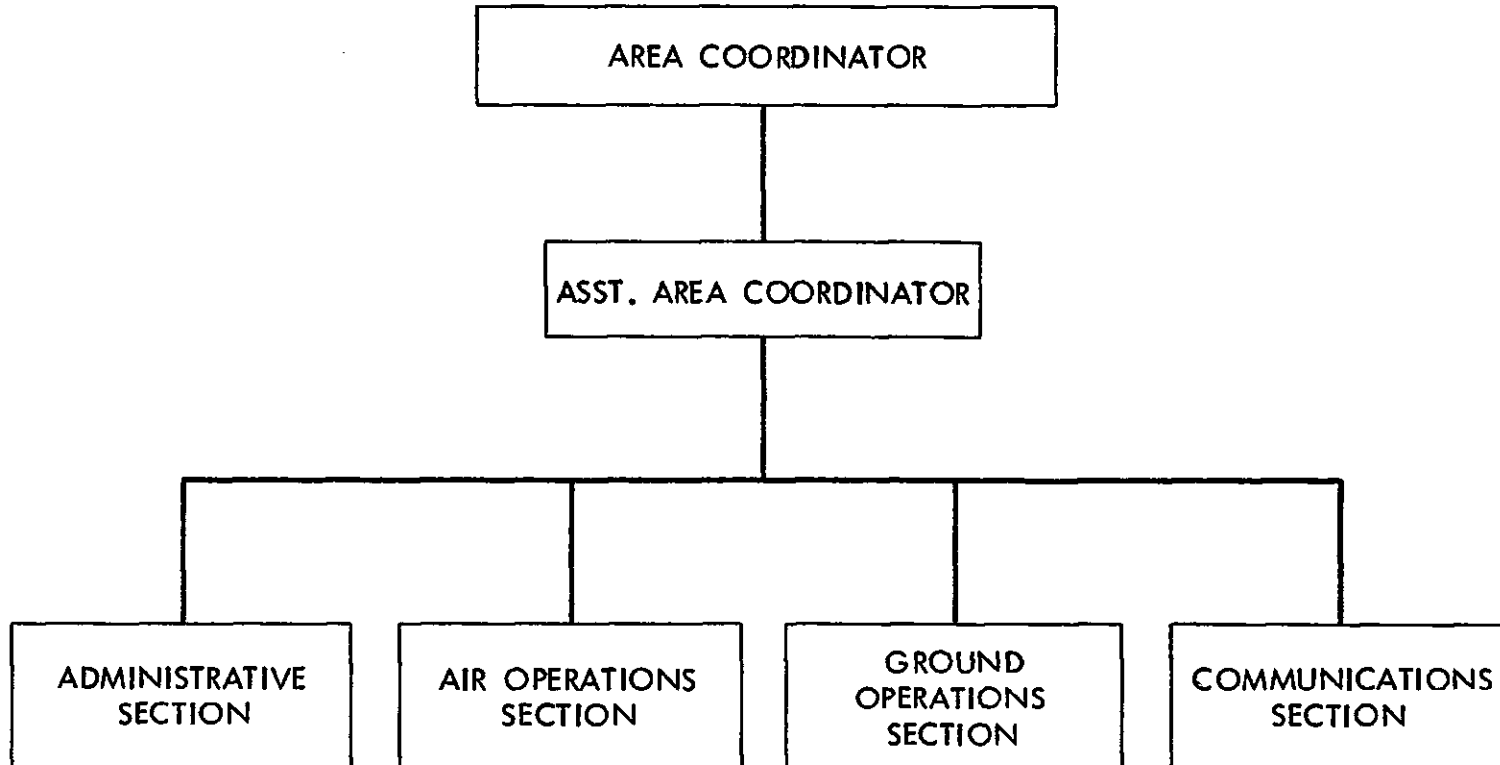 AREA COORDINATOR
ASST. AREA COORDINATOR
ADMINISTRATIVE
SECTION
AIR OPERATIONS
SECTION
GROUND
OPERATIONS
SECTION
COMMUNICATIONS
SECTION